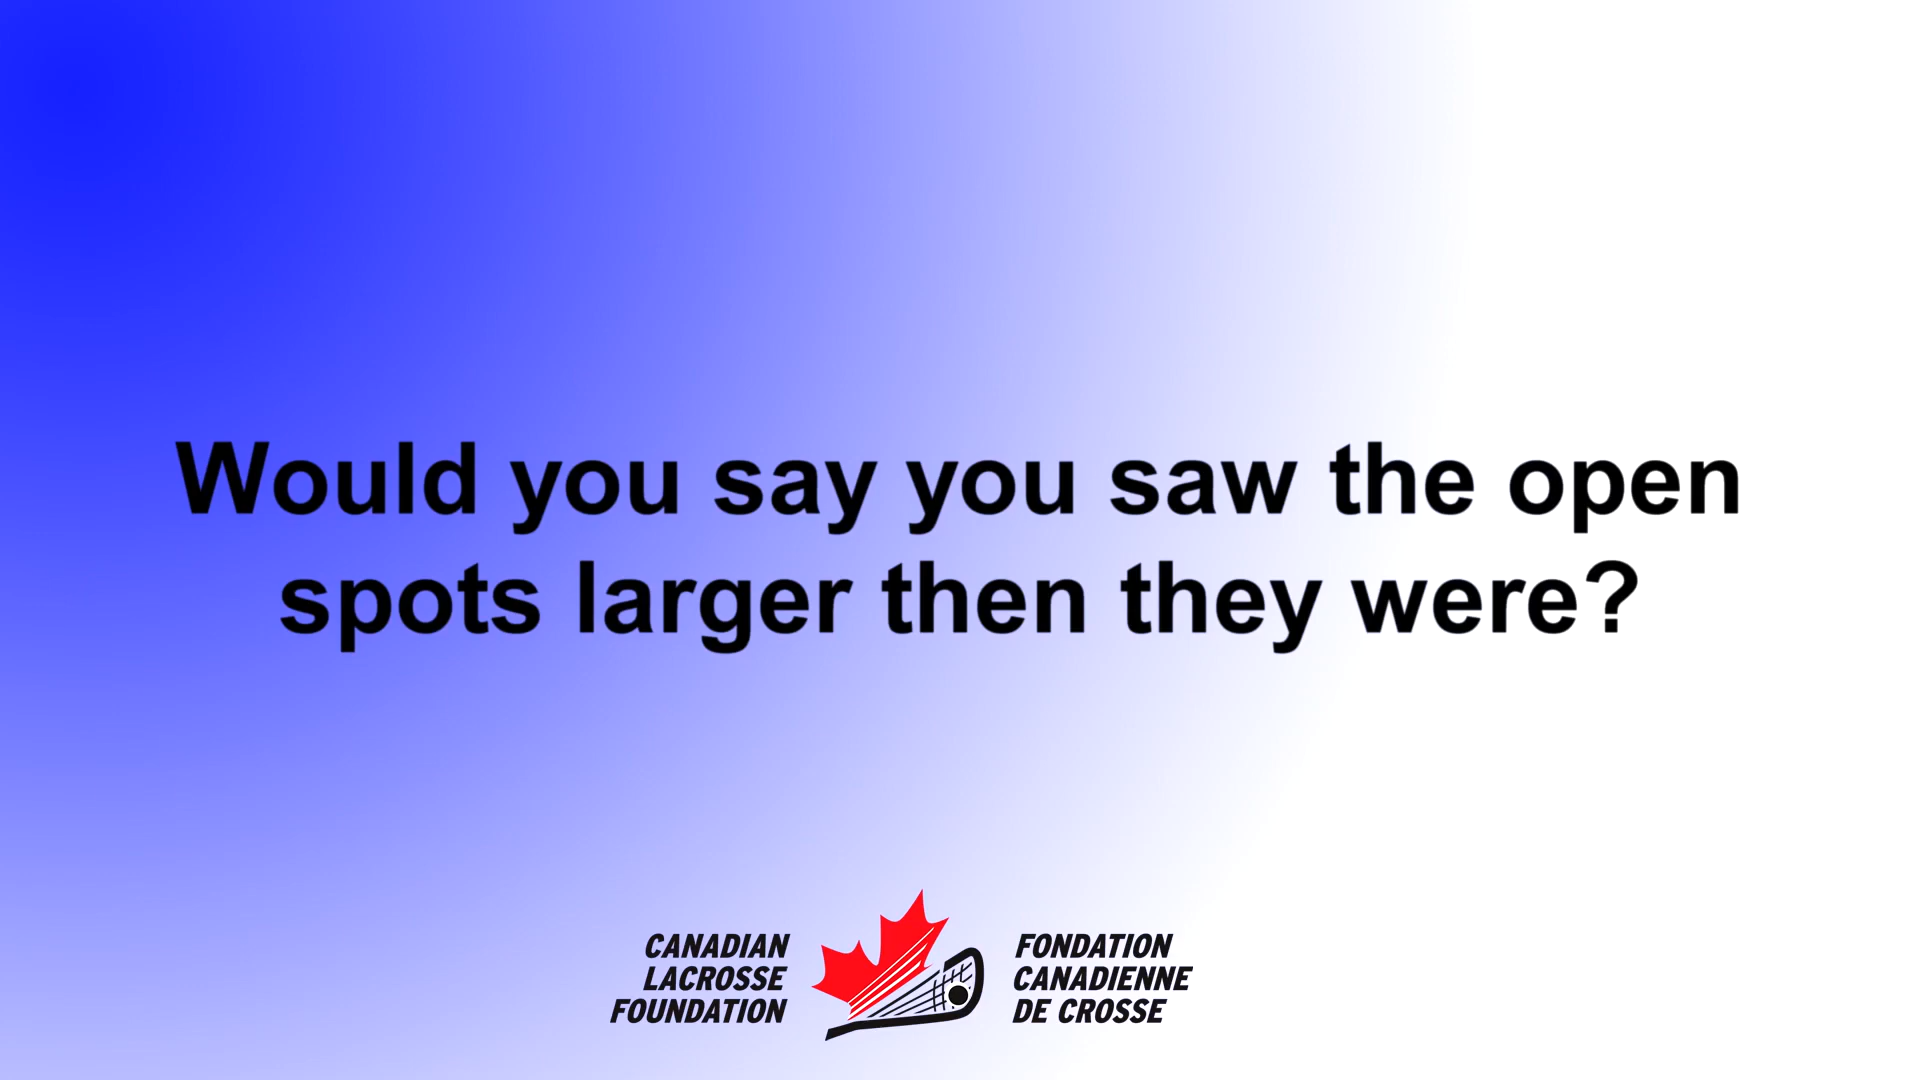 Would you say you saw the open
spots larger then they were?
CANADIAN
LACROSSE
FOUNDATION
FONDATION
CANADIENNE
DE CROSSE